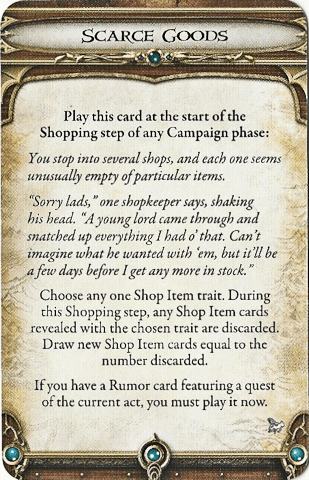 Scarce Goods
Play this card at the start of the
Shopping step of any Campaign phase:
You stop into several shops, and each one seems
unusually empty of particular items.
“Sorry lads,” one shopkeeper says, shaking
his head. “A young lord came through and
snatched up everything I had o’ that. Can’t
imagine what he wanted with ’em, but it’ll be
a few days before I get any more in stock.”
Choose any one Shop Item trait. During
this Shopping step, any Shop Item cards
revealed with the chosen trait are discarded.
Draw new Shop Item cards equal to the
number discarded.
If you have a Rumor card featuring a quest
of the current act, you must play it now.